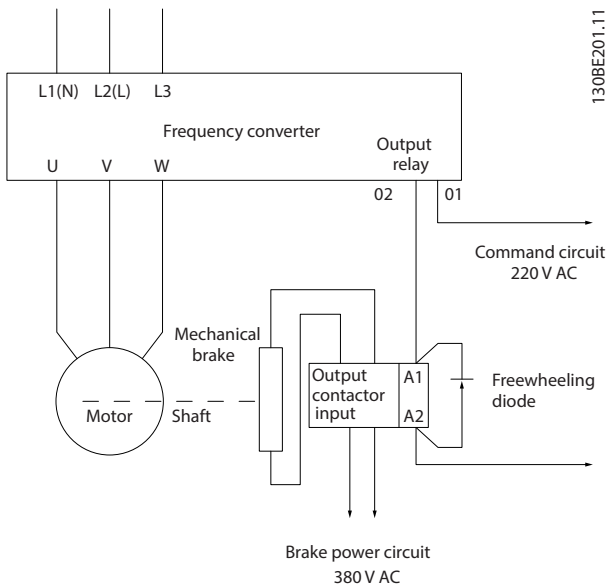 130BE201.11
L1(N) L2(L) L3
Frequency converter
Output
relay
U V W
02 01
Command circuit
220 V AC
Mechanical
brake
Output
contactor
input
A1
A2
Freewheeling
diode
Motor
Shaft
Brake power circuit
380 V AC